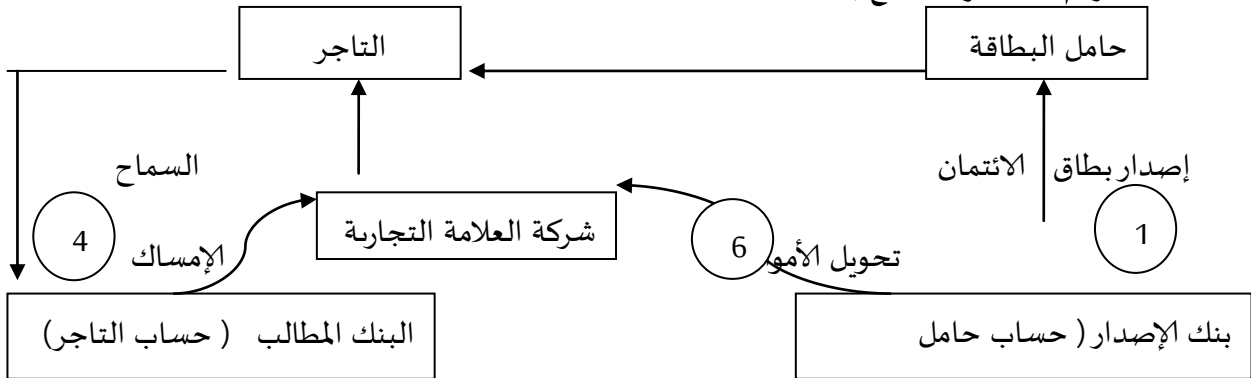 التاجر
حامل البطاقة
السماح
إصدار بطاق الائتمان
شركة العلامة التجارية
4
الإمساك
6
تحويل الأمو
1
البنك المطالب ( حساب التاجر)
بنك الإصدار ( حساب حامل